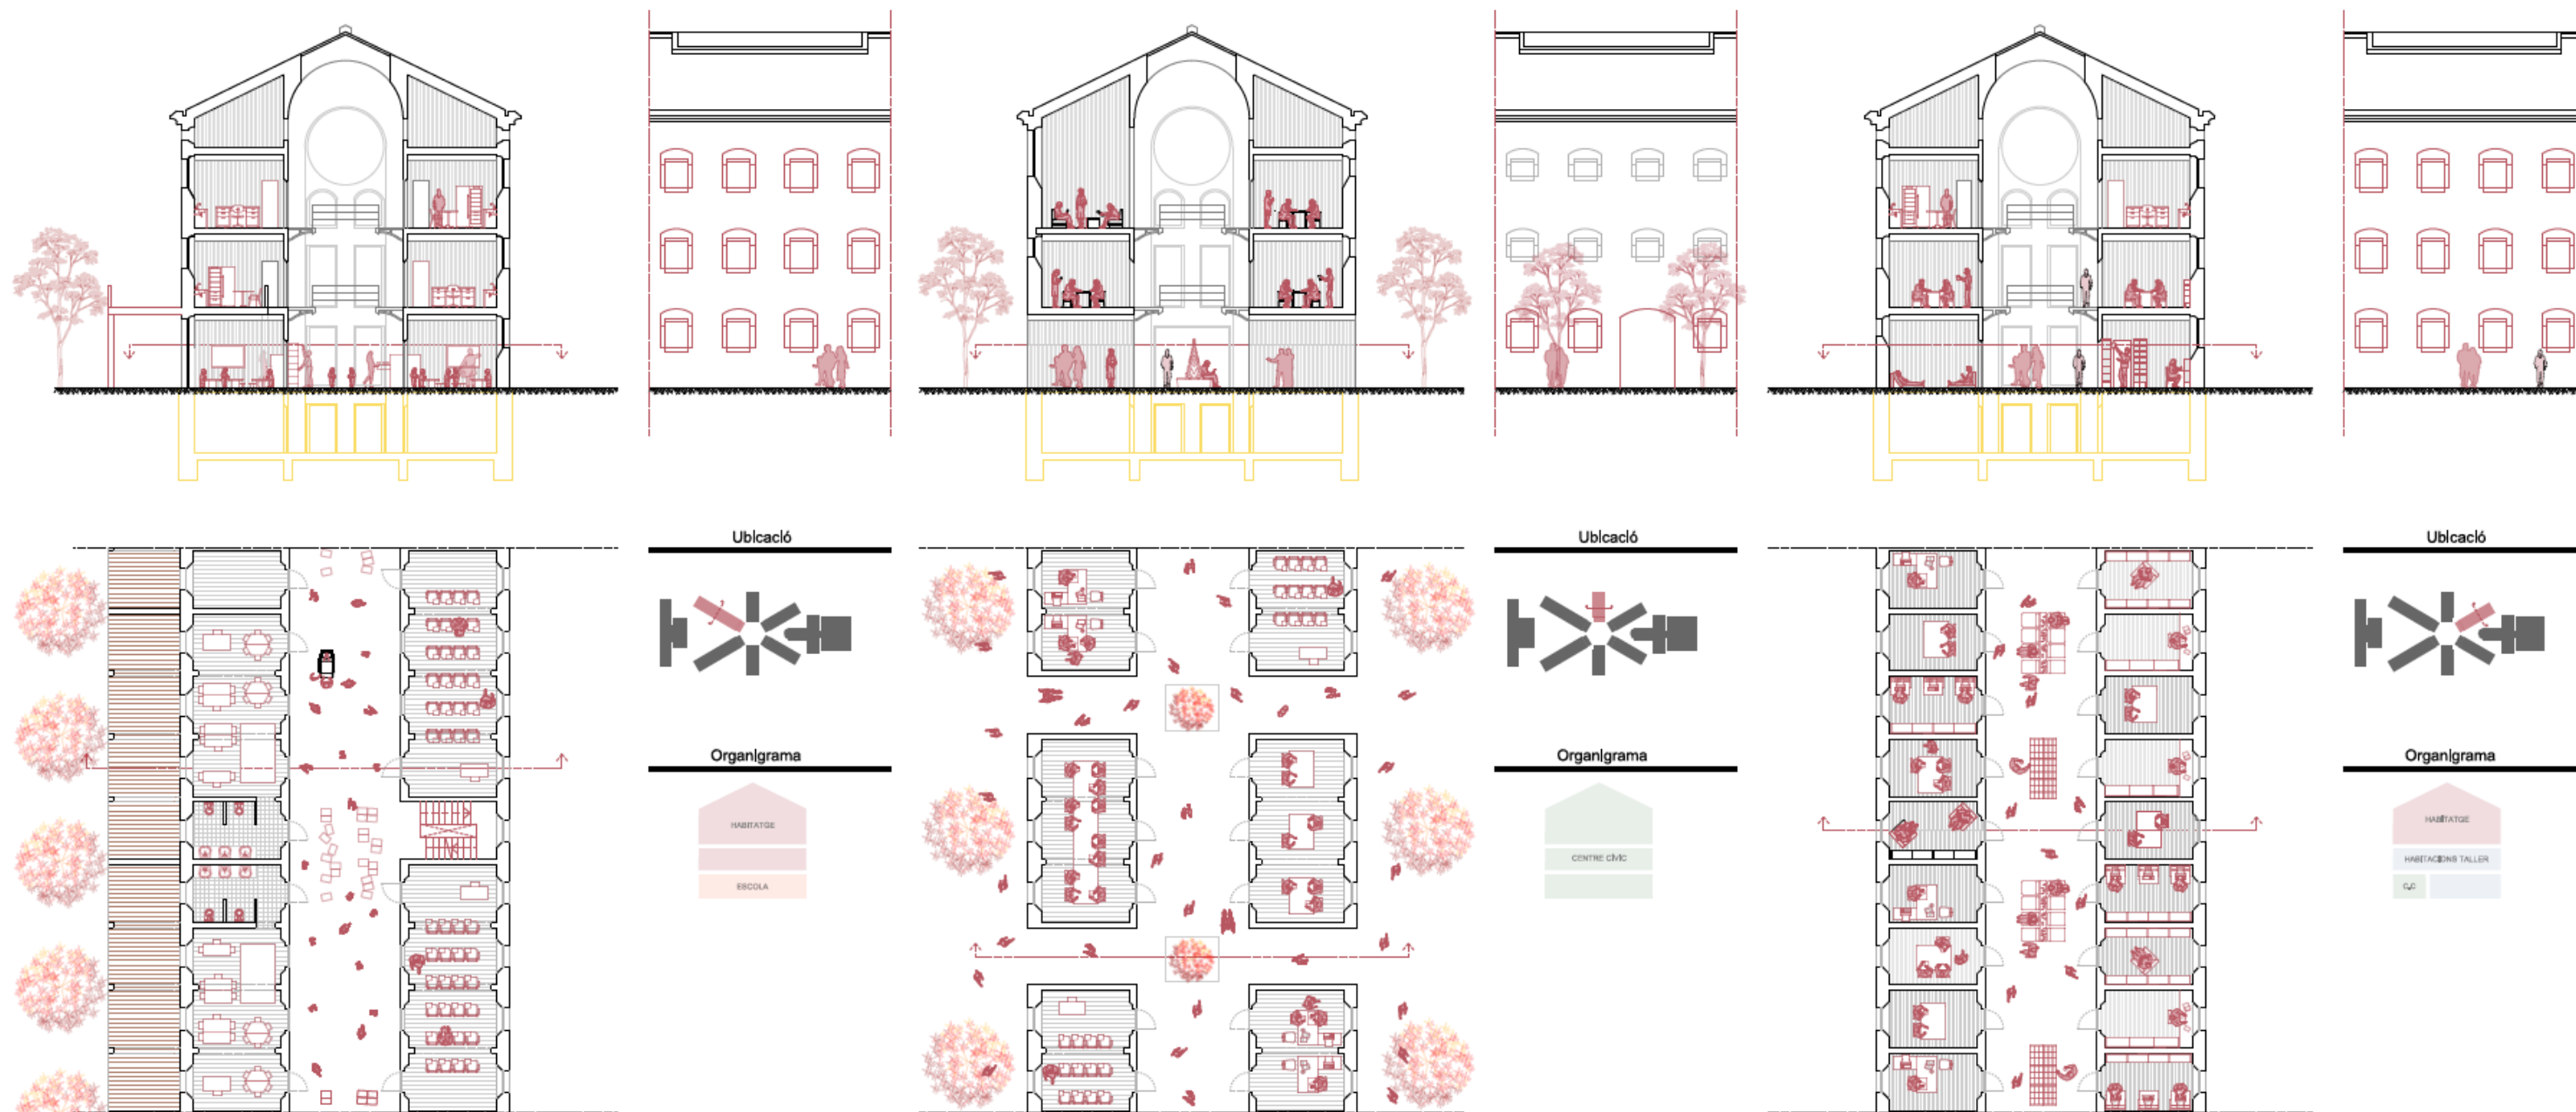 Ubicació
Organigrama
HABITATGE
ESCOLA
Ubicació
Organigrama
CENTRE CÍVIC
Ubicació
Organigrama
HABITATGE
HABITACIONS TALLER